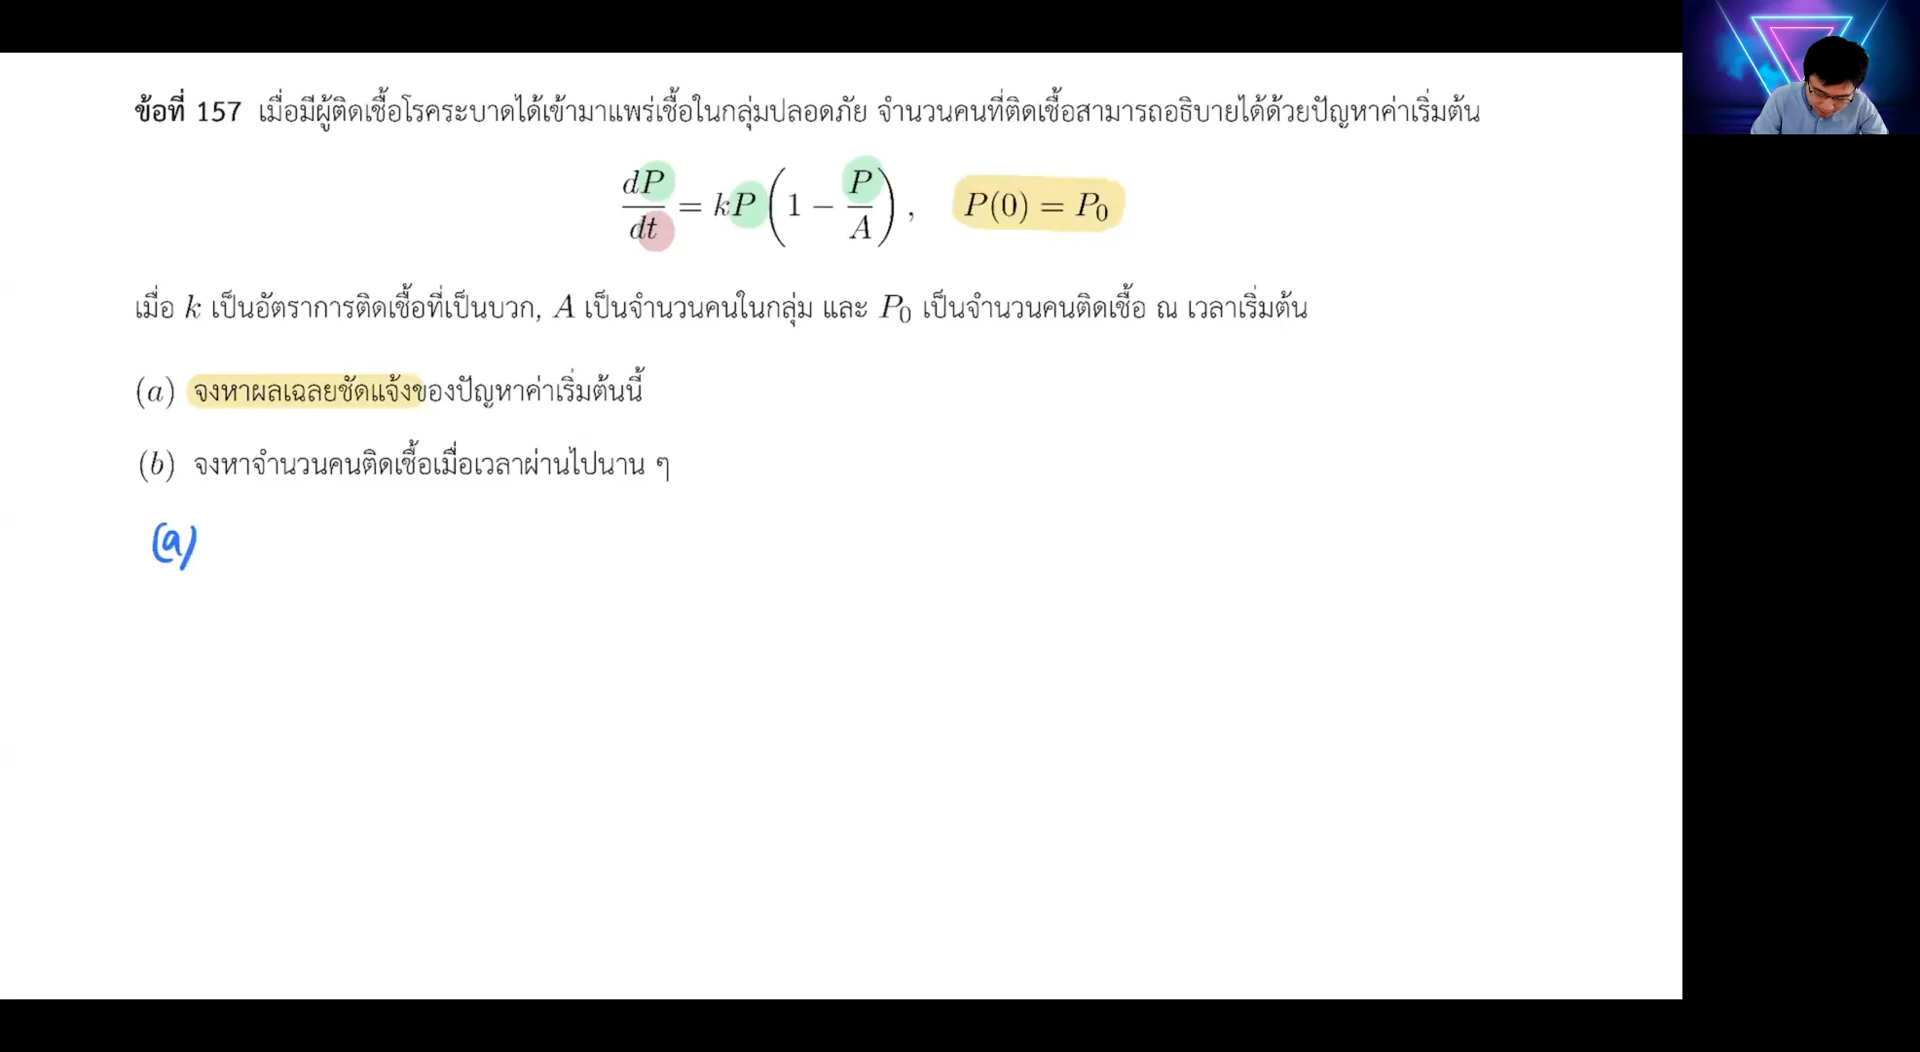 ข้อที่ 157 เมื่อมีผู้ติดเชื้อโรคระบาดได้เข้ามาแพร่เชื้อในกลุ่มปลอดภัย จำนวนคนที่ติดเชื้อสามารถอธิบายได้ด้วยปัญหาค่าเริ่มต้น
dP/dt = kP (1 − P/A), P(0) = P₀
เมื่อ k เป็นอัตราการติดเชื้อที่เป็นบวก, A เป็นจำนวนคนในกลุ่ม และ P₀ เป็นจำนวนคนติดเชื้อ ณ เวลาเริ่มต้น
(a) จงหาผลเฉลยชัดแจ้งของปัญหาค่าเริ่มต้นนี้
(b) จงหาจำนวนคนติดเชื้อเมื่อเวลาผ่านไปนาน ๆ
(a)